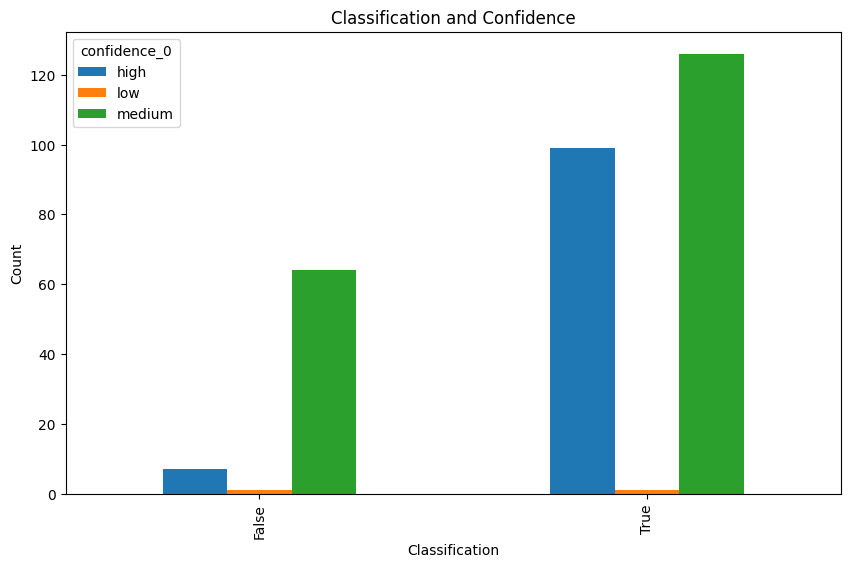 Classification and Confidence
confidence_0
high
low
medium
Count
120
100
80
60
40
20
0
False
True
Classification